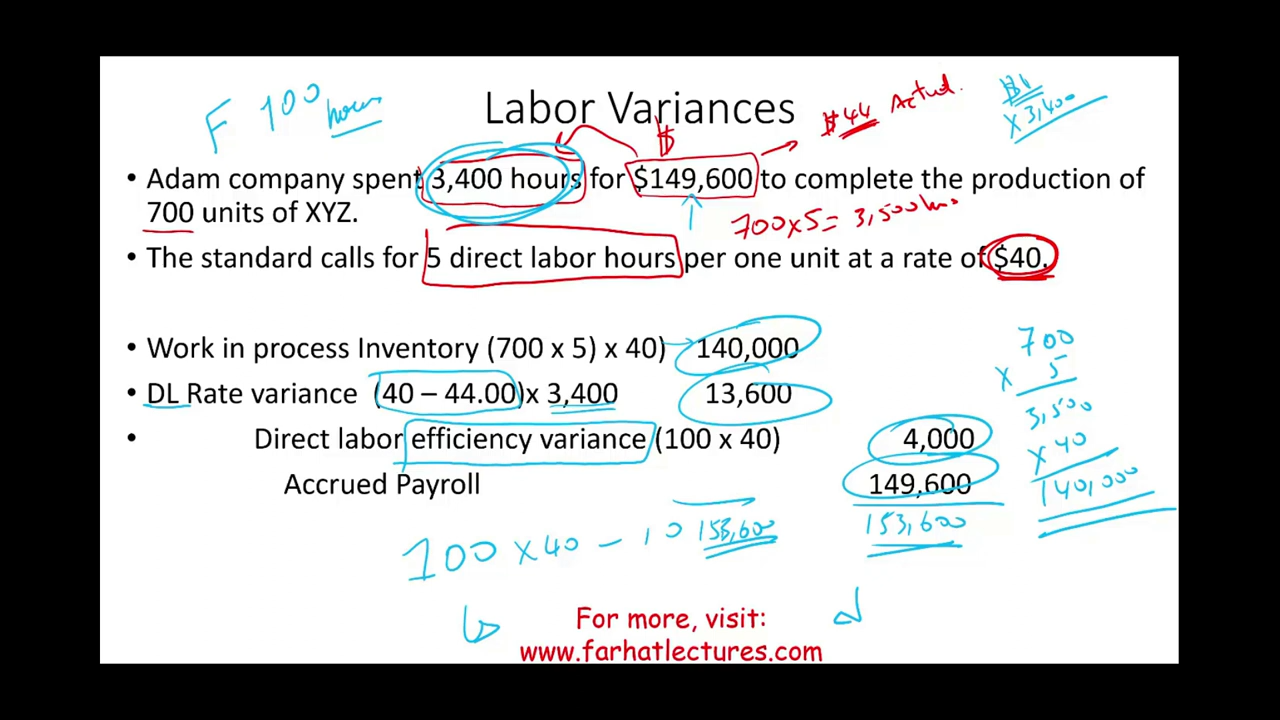 F 100 hours
Labor Variances
$44 Actual.
X 3,400
• Adam company spent 3,400 hours for $149,600 to complete the production of
700 units of XYZ.
700x5= 3,500
• The standard calls for 5 direct labor hours per one unit at a rate of $40.
• Work in process Inventory (700 x 5) x 40) 140,000
• DL Rate variance (40 – 44.00)x 3,400 13,600
• Direct labor efficiency variance (100 x 40) 4,000
Accrued Payroll 149,600
700
X 5
3,500
X 40
140,000
153,600 153,600
100 x 40 –
For more, visit:
www.farhatlectures.com